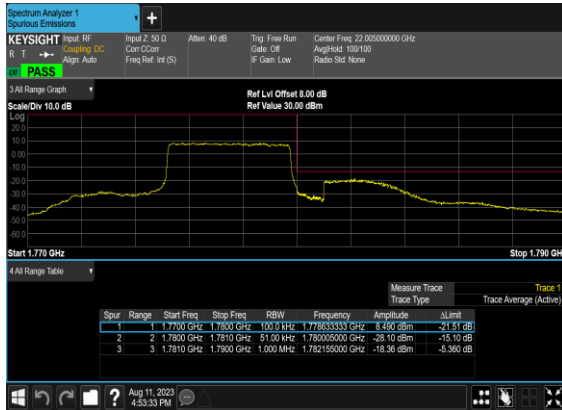 Spectrum Analyzer 1
Spurious Emissions
KEYSIGHT Input: RF Input Z: 50 Ω Atten: 40 dB Trig: Free Run Center Freq: 22.005000000 GHz
R T Coupling: DC Corr CCorr Gate: Off Avg|Hold: 100/100
Align: Auto Freq Ref: Int (S) IF Gain: Low Radio Std: None
PASS
3 All Range Graph
Ref Lvl Offset 8.00 dB
Scale/Div 10.0 dB Ref Value 30.00 dBm
Log
20.0
10.0
0.00
-10.0
-20.0
-30.0
-40.0
-50.0
-60.0
Start 1.770 GHz Stop 1.790 GH
4 All Range Table
Measure Trace Trace 1
Trace Type Trace Average (Active)
Spur Range Start Freq Stop Freq RBW Frequency Amplitude ΔLimit
1 1 1.7700 GHz 1.7800 GHz 100.0 kHz 1.778633333 GHz 8.490 dBm -21.51 dB
2 2 1.7800 GHz 1.7810 GHz 51.00 kHz 1.780005000 GHz -28.10 dBm -15.10 dB
3 3 1.7810 GHz 1.7900 GHz 1.000 MHz 1.782155000 GHz -18.36 dBm -5.360 dB
Aug 11, 2023
4:53:33 PM